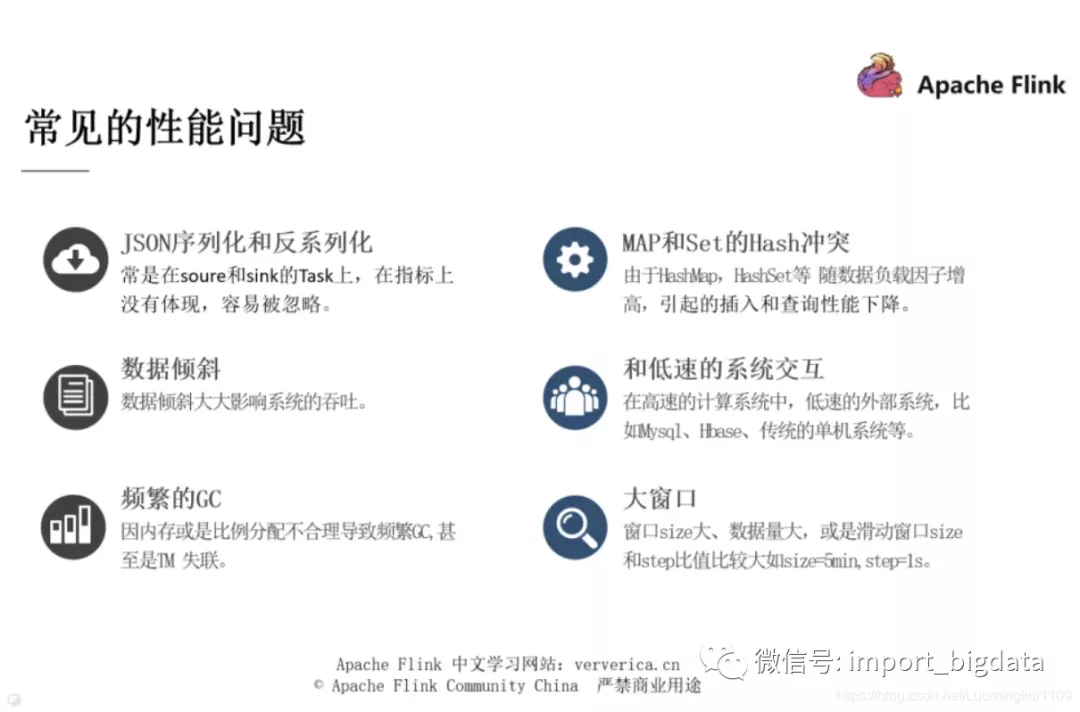 Apache Flink
常见的性能问题
JSON序列化和反系列化
常是在soure和sink的Task上，在指标上
没有体现，容易被忽略。
MAP和Set的Hash冲突
由于HashMap，HashSet等 随数据负载因子增
高，引起的插入和查询性能下降。
数据倾斜
数据倾斜大大影响系统的吞吐。
和低速的系统交互
在高速的计算系统中，低速的外部系统，比
如Mysql、Hbase、传统的单机系统等。
频繁的GC
因内存或是比例分配不合理导致频繁GC,甚
至是TM 失联。
大窗口
窗口size大、数据量大，或是滑动窗口size
和step比值比较大如size=5min,step=1s。
Apache Flink 中文学习网站：ververica.cn
© Apache Flink Community China 严禁商业用途
微信号: import_bigdata
https://blog.csdn.net/Luomingkui1109